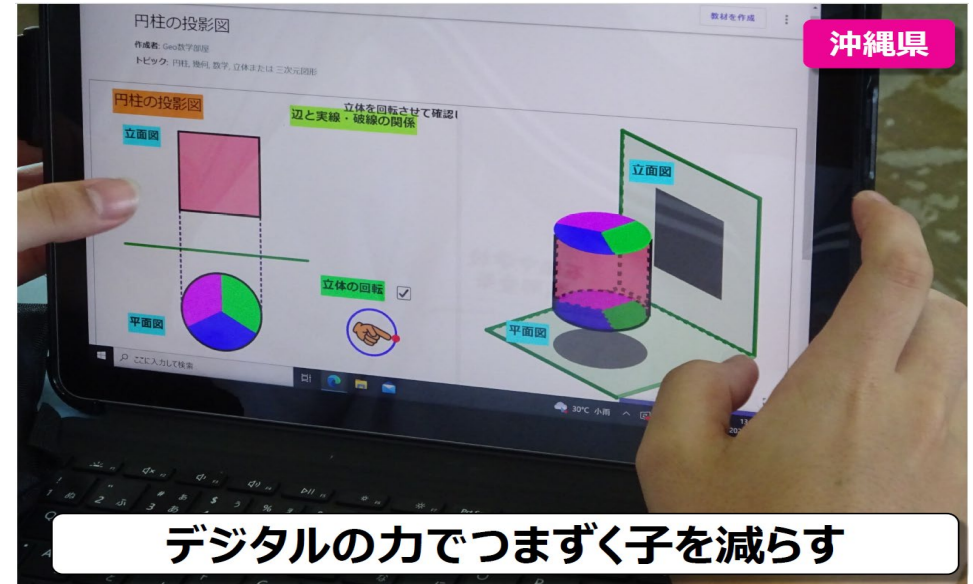 円柱の投影図
教材を作成
沖縄県
作成者: Geo数学部屋
トピック: 円柱, 幾何, 数学, 立体または三次元図形
円柱の投影図
立体を回転させて確認し
辺と実線・破線の関係
立面図
立面図
立体の回転
平面図
平面図
ここに入力して検索
30°C 小雨
デジタルの力でつまずく子を減らす